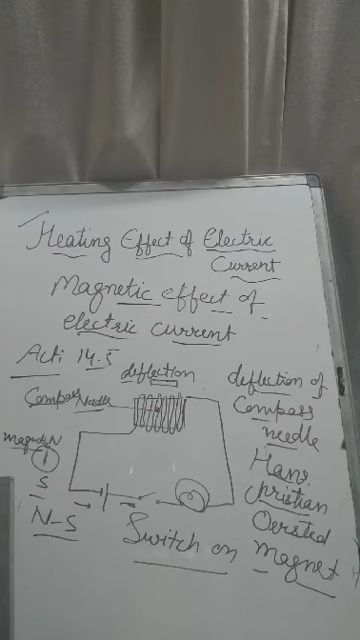 Heating Effect of Electric
Current
Magnetic effect of
electric current
Acti 14.5
deflection
Compass Needle
magnet N
S
N-S
Switch on
deflection of
Compass
needle
Hans
Christian
Oersted
magnet